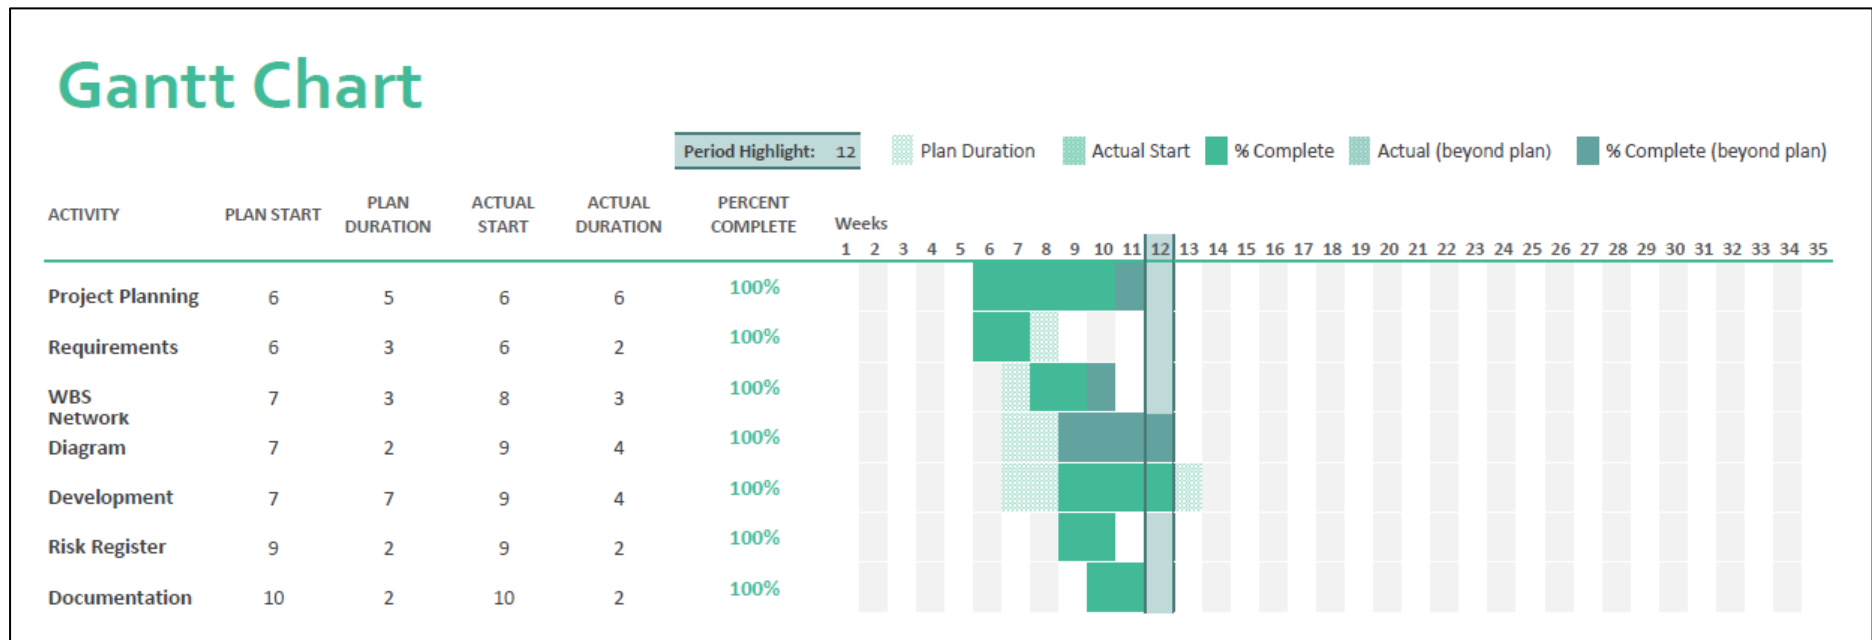 Gantt Chart
Period Highlight: 12 Plan Duration Actual Start % Complete Actual (beyond plan) % Complete (beyond plan)
ACTIVITY PLAN START PLAN DURATION ACTUAL START ACTUAL DURATION PERCENT COMPLETE Weeks
1 2 3 4 5 6 7 8 9 10 11 12 13 14 15 16 17 18 19 20 21 22 23 24 25 26 27 28 29 30 31 32 33 34 35
Project Planning 6 5 6 6 100%
Requirements 6 3 6 2 100%
WBS 7 3 8 3 100%
Network
Diagram 7 2 9 4 100%
Development 7 7 9 4 100%
Risk Register 9 2 9 2 100%
Documentation 10 2 10 2 100%